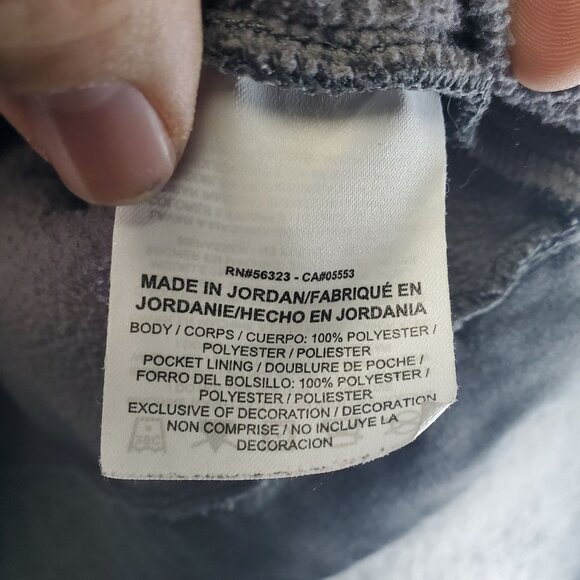 RN#56323 - CA#05553
MADE IN JORDAN/FABRIQUÉ EN
JORDANIE/HECHO EN JORDANIA
BODY / CORPS / CUERPO: 100% POLYESTER /
POLYESTER / POLIESTER
POCKET LINING / DOUBLURE DE POCHE /
FORRO DEL BOLSILLO: 100% POLYESTER /
POLYESTER / POLIESTER
EXCLUSIVE OF DECORATION / DECORATION
NON COMPRISE / NO INCLUYE LA
DECORACION